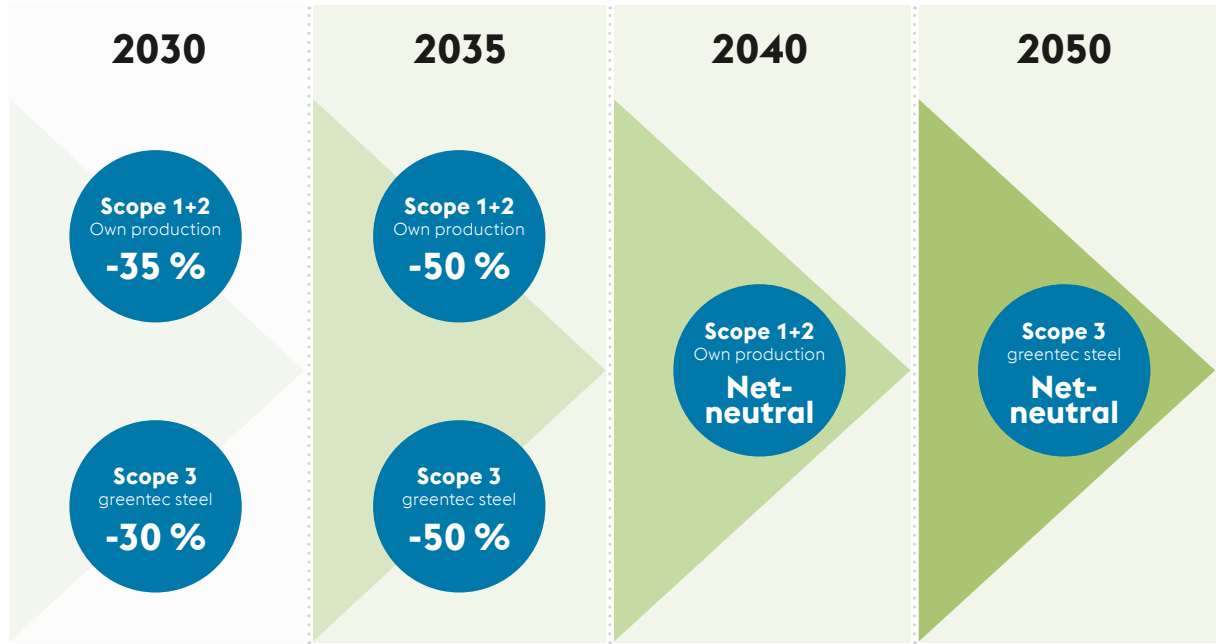 2030
Scope 1+2
Own production
-35 %
Scope 3
greentec steel
-30 %
2035
Scope 1+2
Own production
-50 %
Scope 3
greentec steel
-50 %
2040
Scope 1+2
Own production
Net-
neutral
2050
Scope 3
greentec steel
Net-
neutral